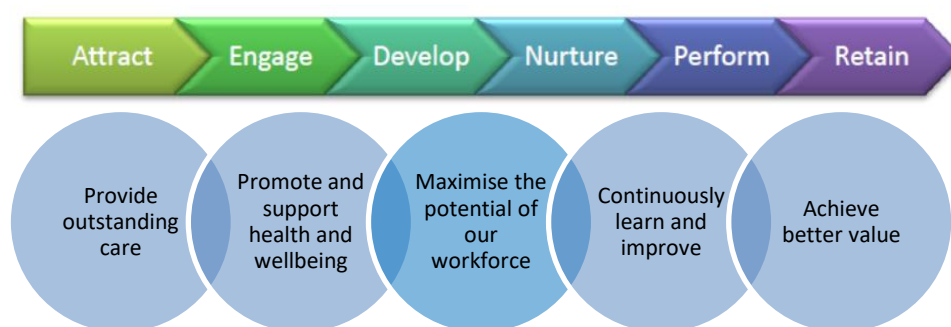 Attract Engage Develop Nurture Perform Retain
Provide
outstanding
care
Promote and
support
health and
wellbeing
Maximise the
potential of
our
workforce
Continuously
learn and
improve
Achieve
better value